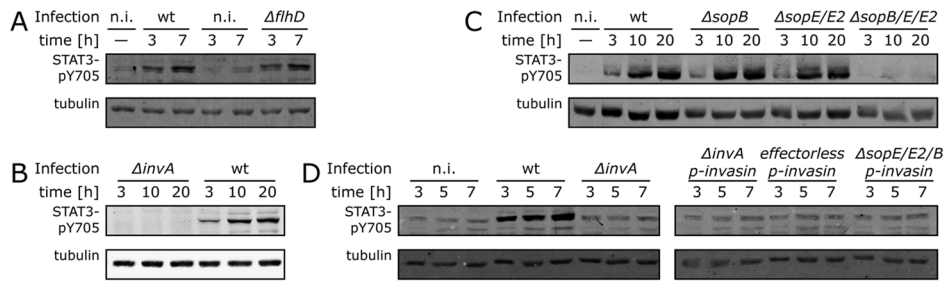 A
Infection n.i. wt n.i. ΔflhD
time [h] — 3 7 3 7 3 7
STAT3-
pY705
tubulin
B
Infection ΔinvA wt
time [h] 3 10 20 3 10 20
STAT3-
pY705
tubulin
C
Infection n.i. wt ΔsopB ΔsopE/E2 ΔsopB/E/E2
time [h] — 3 10 20 3 10 20 3 10 20 3 10 20
STAT3-
pY705
tubulin
D
Infection n.i. wt ΔinvA ΔinvA effectorless ΔsopE/E2/B
p-invasin p-invasin p-invasin
time [h] 3 5 7 3 5 7 3 5 7 3 5 7 3 5 7 3 5 7
STAT3-
pY705
tubulin